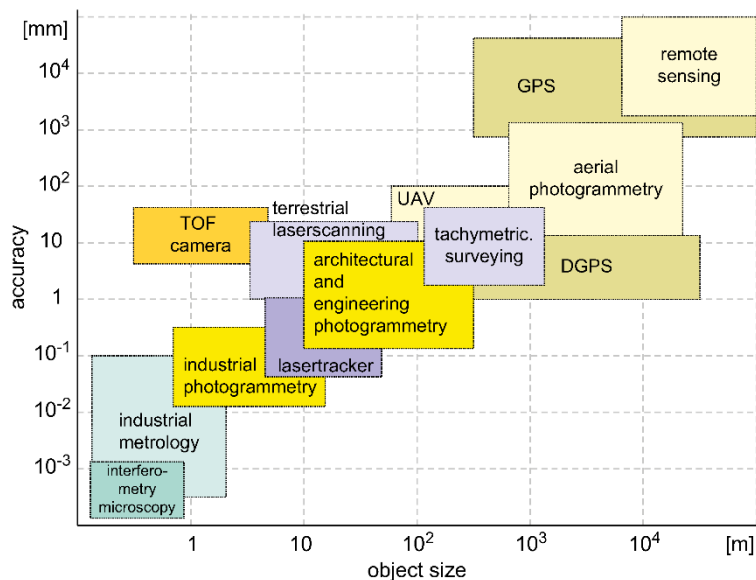 [mm]
10⁴
10³
10²
10
1
10⁻¹
10⁻²
10⁻³
accuracy
remote
sensing
GPS
aerial
photogrammetry
UAV
TOF
camera
terrestrial
laserscanning
tachymetric.
surveying
DGPS
architectural
and
engineering
photogrammetry
industrial
photogrammetry
lasertracker
industrial
metrology
interfero-
metry
microscopy
1
10
10²
10³
10⁴
[m]
object size